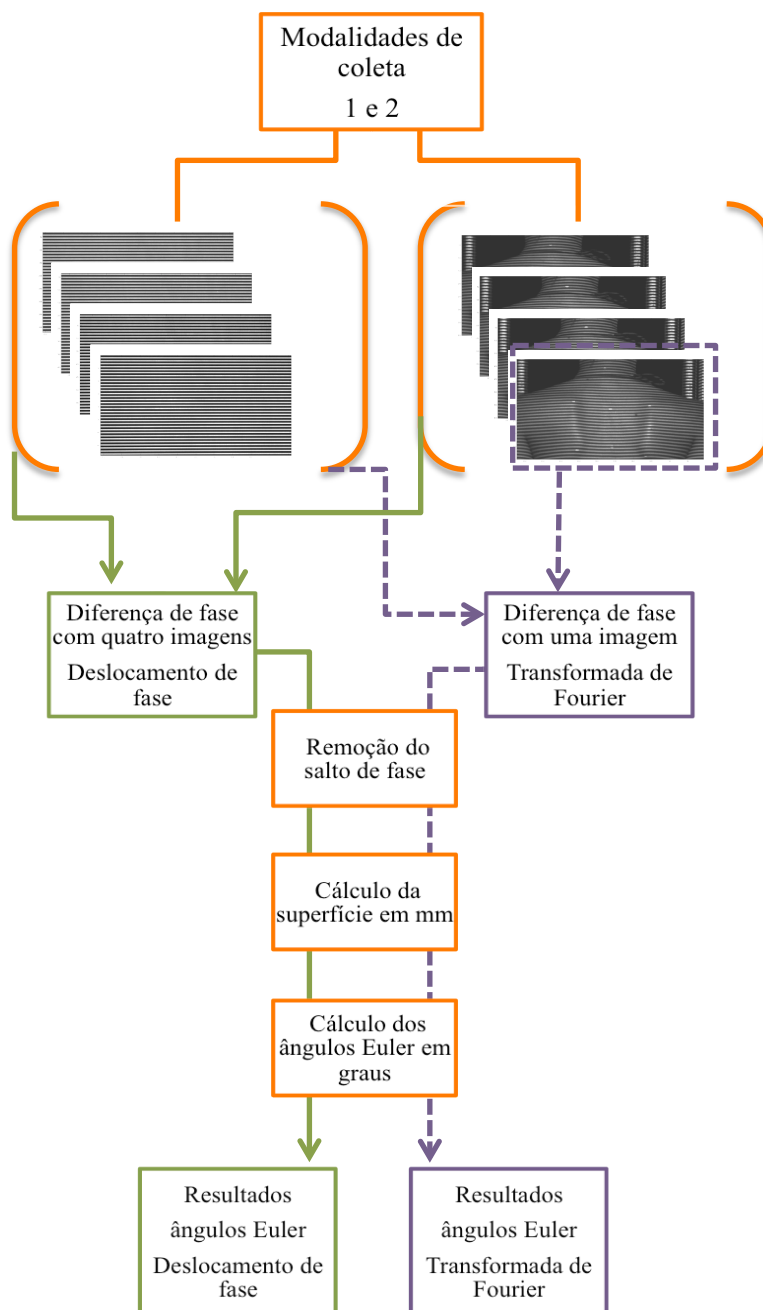 Modalidades de
coleta
1 e 2
Diferença de fase
com quatro imagens
Deslocamento de
fase
Diferença de fase
com uma imagem
Transformada de
Fourier
Remoção do
salto de fase
Cálculo da
superfície em mm
Cálculo dos
ângulos Euler em
graus
Resultados
ângulos Euler
Deslocamento de
fase
Resultados
ângulos Euler
Transformada de
Fourier